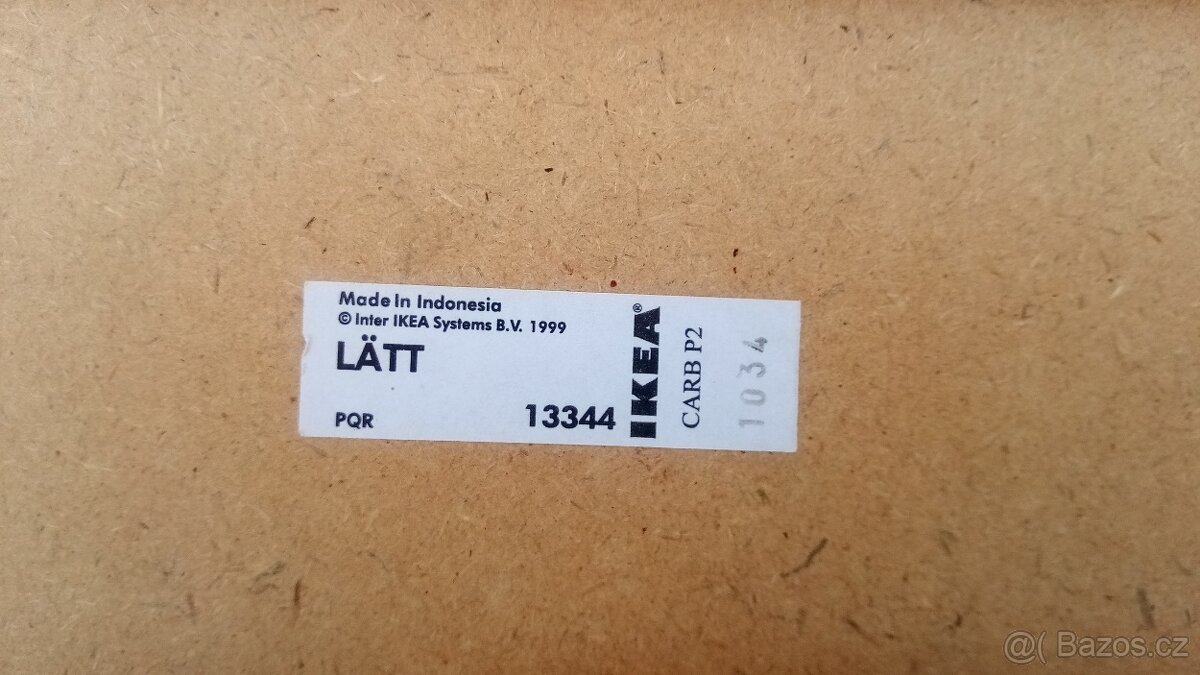 Made In Indonesia
© Inter IKEA Systems B.V. 1999
LÄTT
PQR
13344
IKEA®
CARB P2
1034
@( Bazos.cz